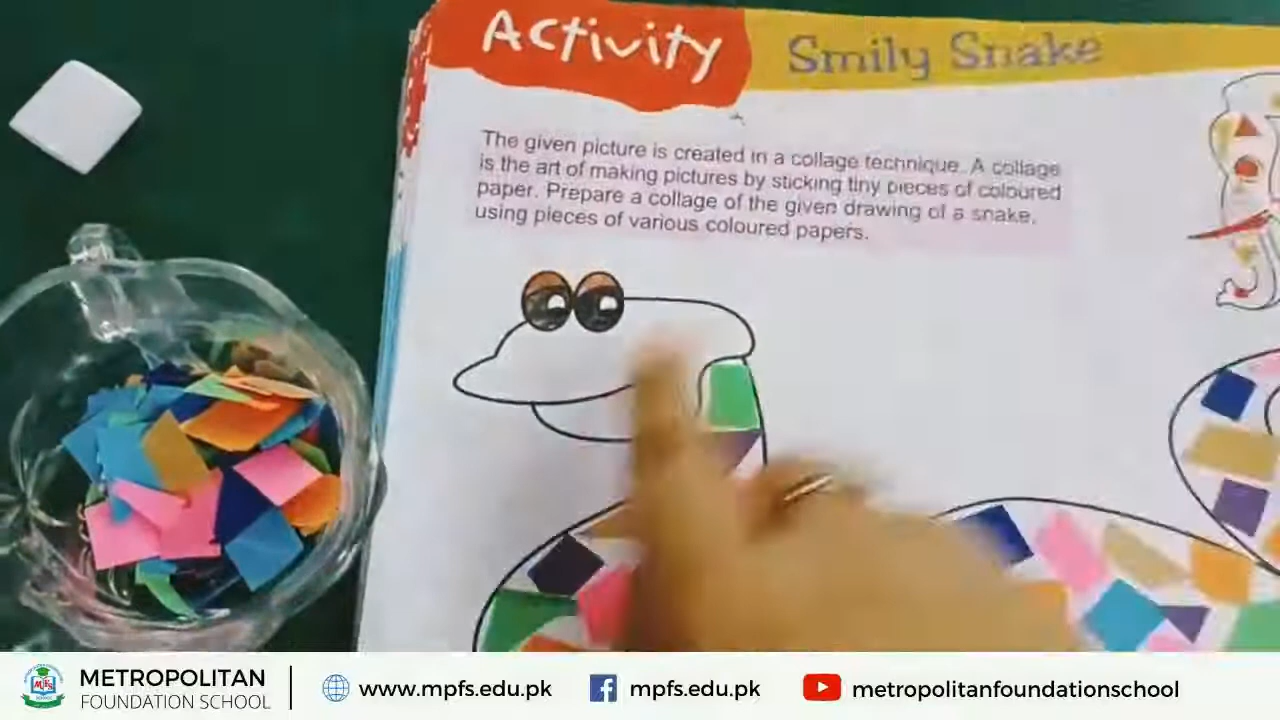 Activity
Smily Snake
The given picture is created in a collage technique. A collage
is the art of making pictures by sticking tiny pieces of coloured
paper. Prepare a collage of the given drawing of a snake,
using pieces of various coloured papers.
METROPOLITAN
FOUNDATION SCHOOL
www.mpfs.edu.pk
mpfs.edu.pk
metropolitanfoundationschool